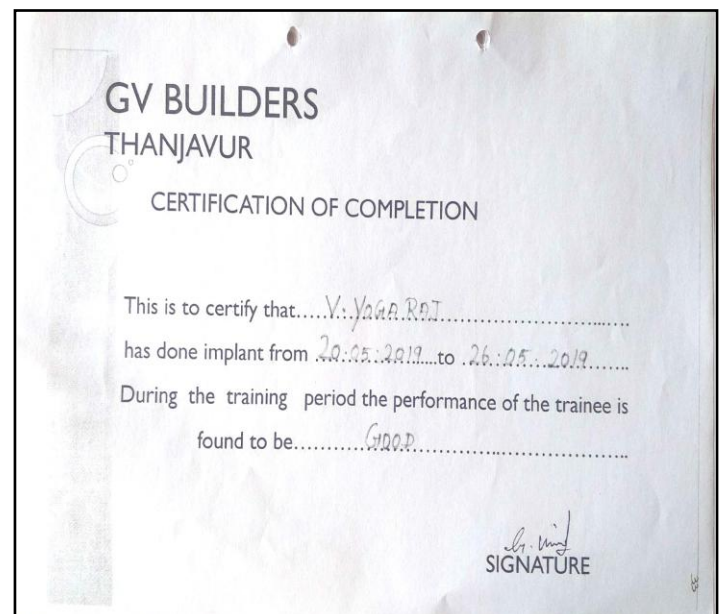 GV BUILDERS
THANJAVUR
CERTIFICATION OF COMPLETION
This is to certify that.....V. YOGA RAJ..............................
has done implant from .20.05.2019...to .26.05.2019.......
During the training period the performance of the trainee is
found to be...........GOOD....................................
SIGNATURE